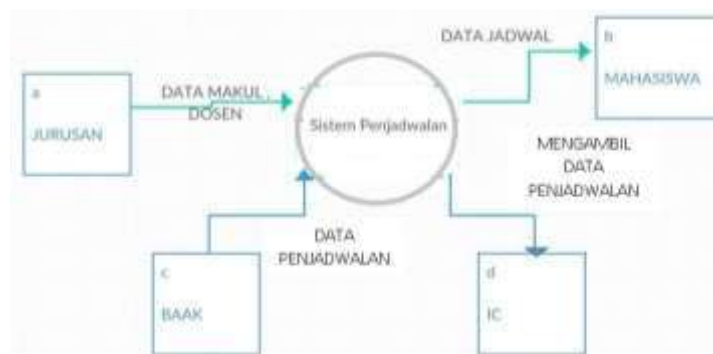 DATA JADWAL
b
MAHASISWA
a
JURUSAN
DATA MAKUL ,
DOSEN
Sistem Penjadwalan
MENGAMBIL
DATA
PENJADWALAN
DATA
PENJADWALAN
c
BAAK
d
IC